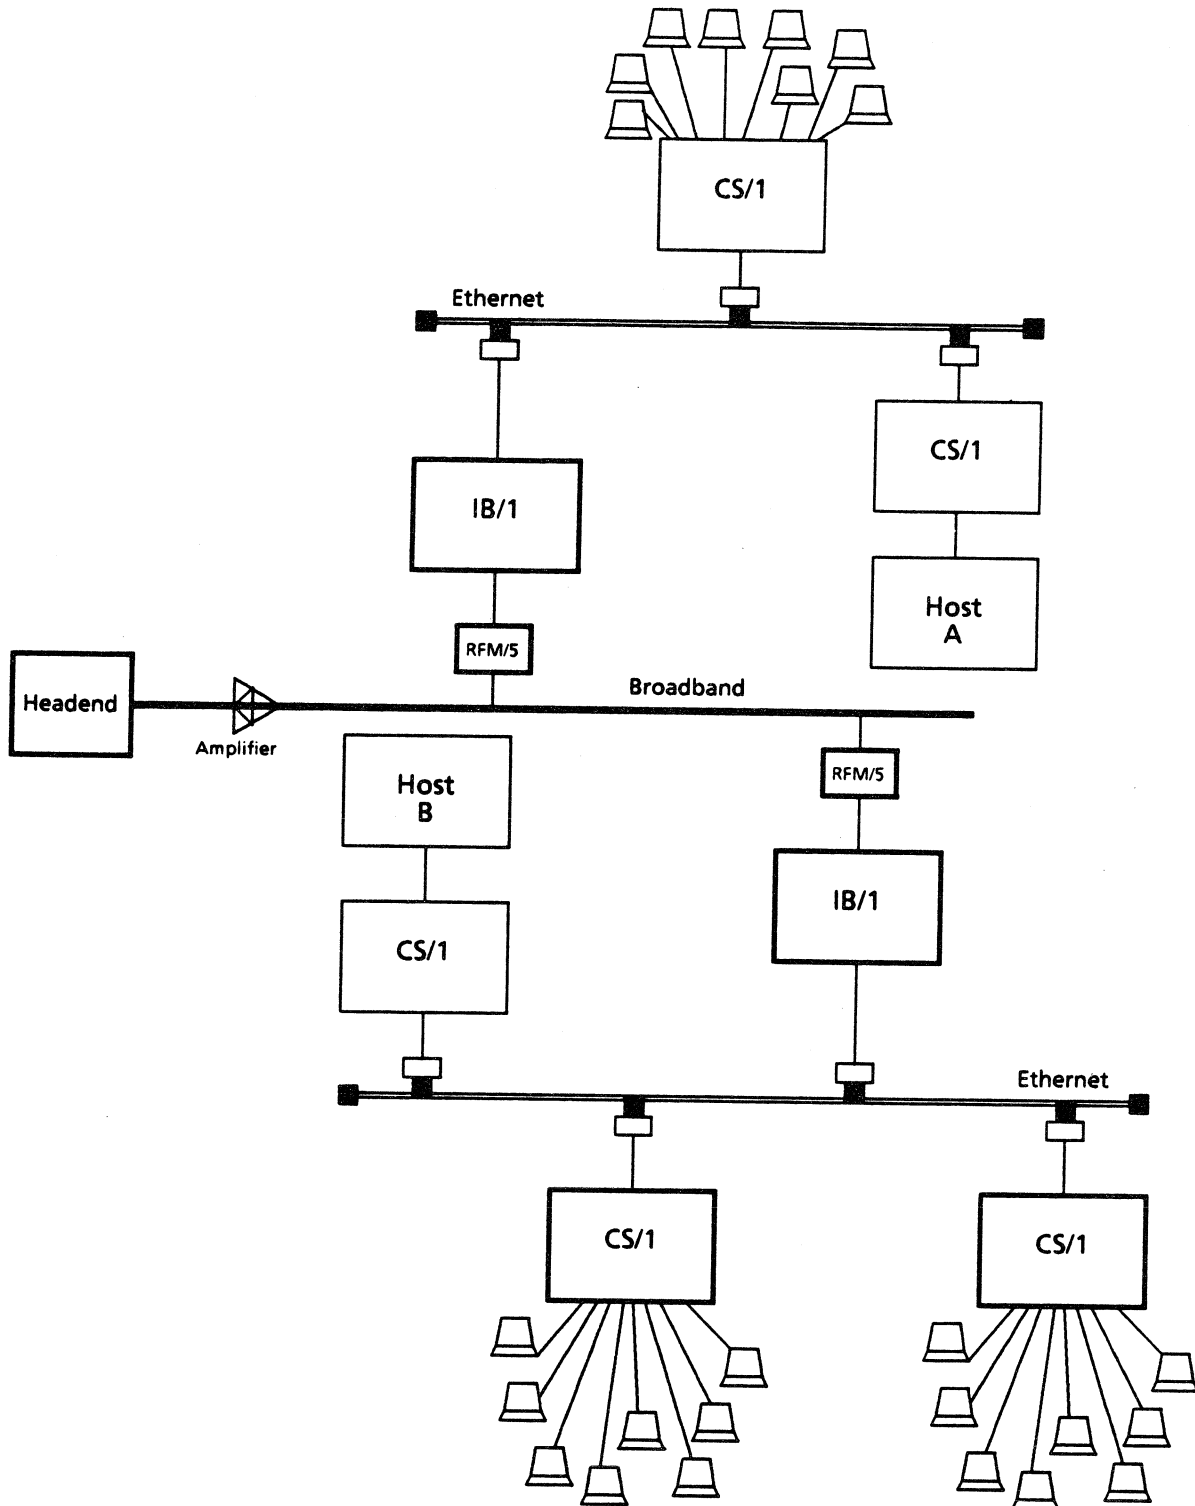 CS/1
Ethernet
CS/1
IB/1
Host
A
RFM/5
Broadband
Headend
Amplifier
RFM/5
Host
B
IB/1
CS/1
Ethernet
CS/1
CS/1